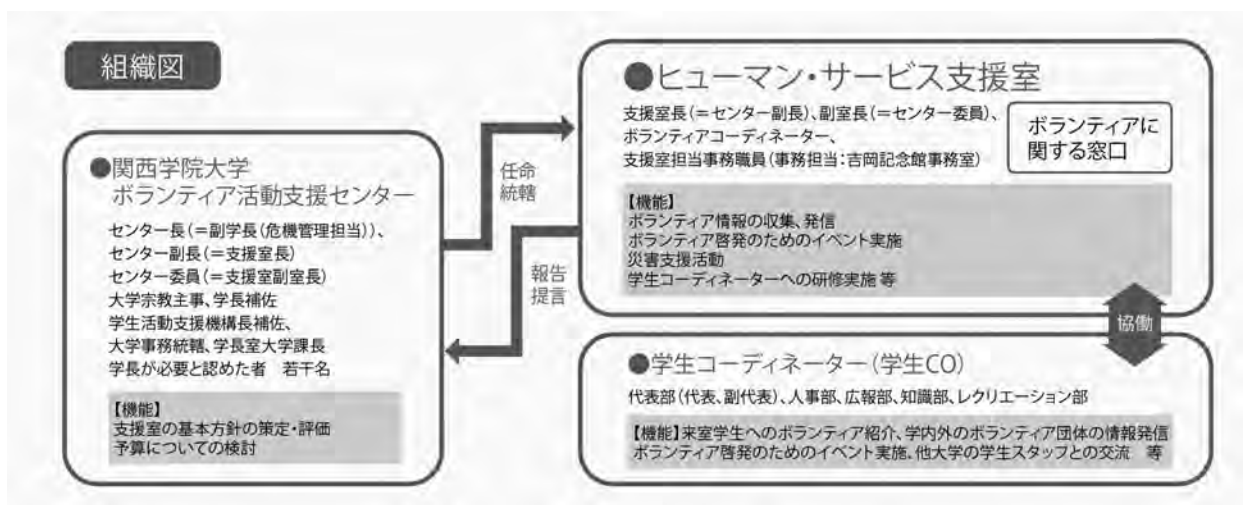 組織図
●関西学院大学
ボランティア活動支援センター
センター長(=副学長(危機管理担当))、
センター副長(=支援室長)
センター委員(=支援室副室長)
大学宗教主事、学長補佐
学生活動支援機構長補佐、
大学事務統轄、学長室大学課長
学長が必要と認めた者 若干名
【機能】
支援室の基本方針の策定・評価
予算についての検討
任命
統轄
報告
提言
●ヒューマン・サービス支援室
支援室長(=センター副長)、副室長(=センター委員)、
ボランティアコーディネーター、
支援室担当事務職員(事務担当:吉岡記念館事務室)
ボランティアに
関する窓口
【機能】
ボランティア情報の収集、発信
ボランティア啓発のためのイベント実施
災害支援活動
学生コーディネーターへの研修実施 等
協働
●学生コーディネーター(学生CO)
代表部(代表、副代表)、人事部、広報部、知識部、レクリエーション部
【機能】来室学生へのボランティア紹介、学内外のボランティア団体の情報発信
ボランティア啓発のためのイベント実施、他大学の学生スタッフとの交流 等